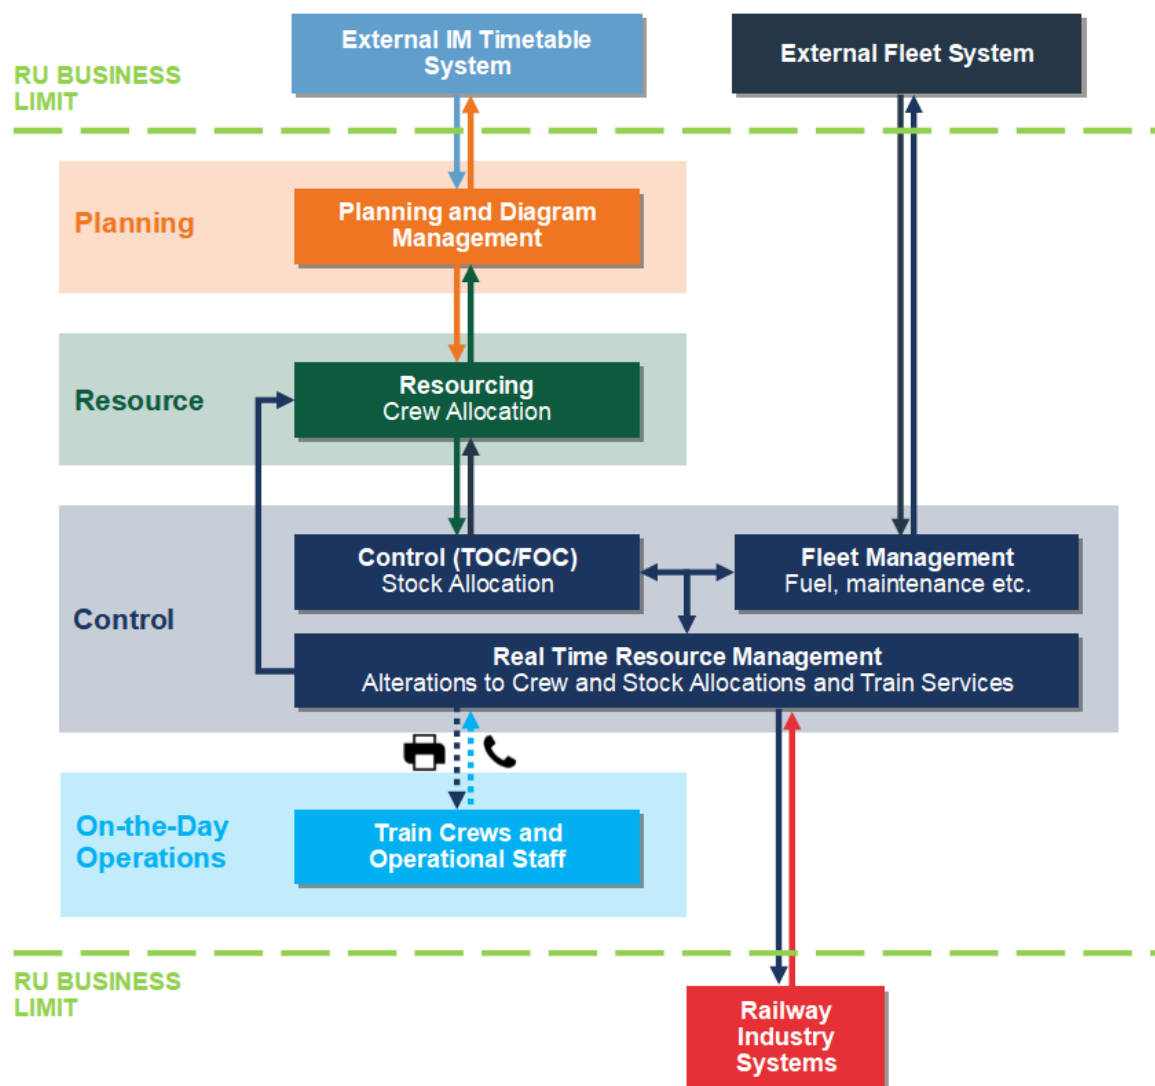 External IM Timetable
System
External Fleet System
RU BUSINESS
LIMIT
Planning
Planning and Diagram
Management
Resource
Resourcing
Crew Allocation
Control
Control (TOC/FOC)
Stock Allocation
Fleet Management
Fuel, maintenance etc.
Real Time Resource Management
Alterations to Crew and Stock Allocations and Train Services
On-the-Day
Operations
Train Crews and
Operational Staff
RU BUSINESS
LIMIT
Railway
Industry
Systems